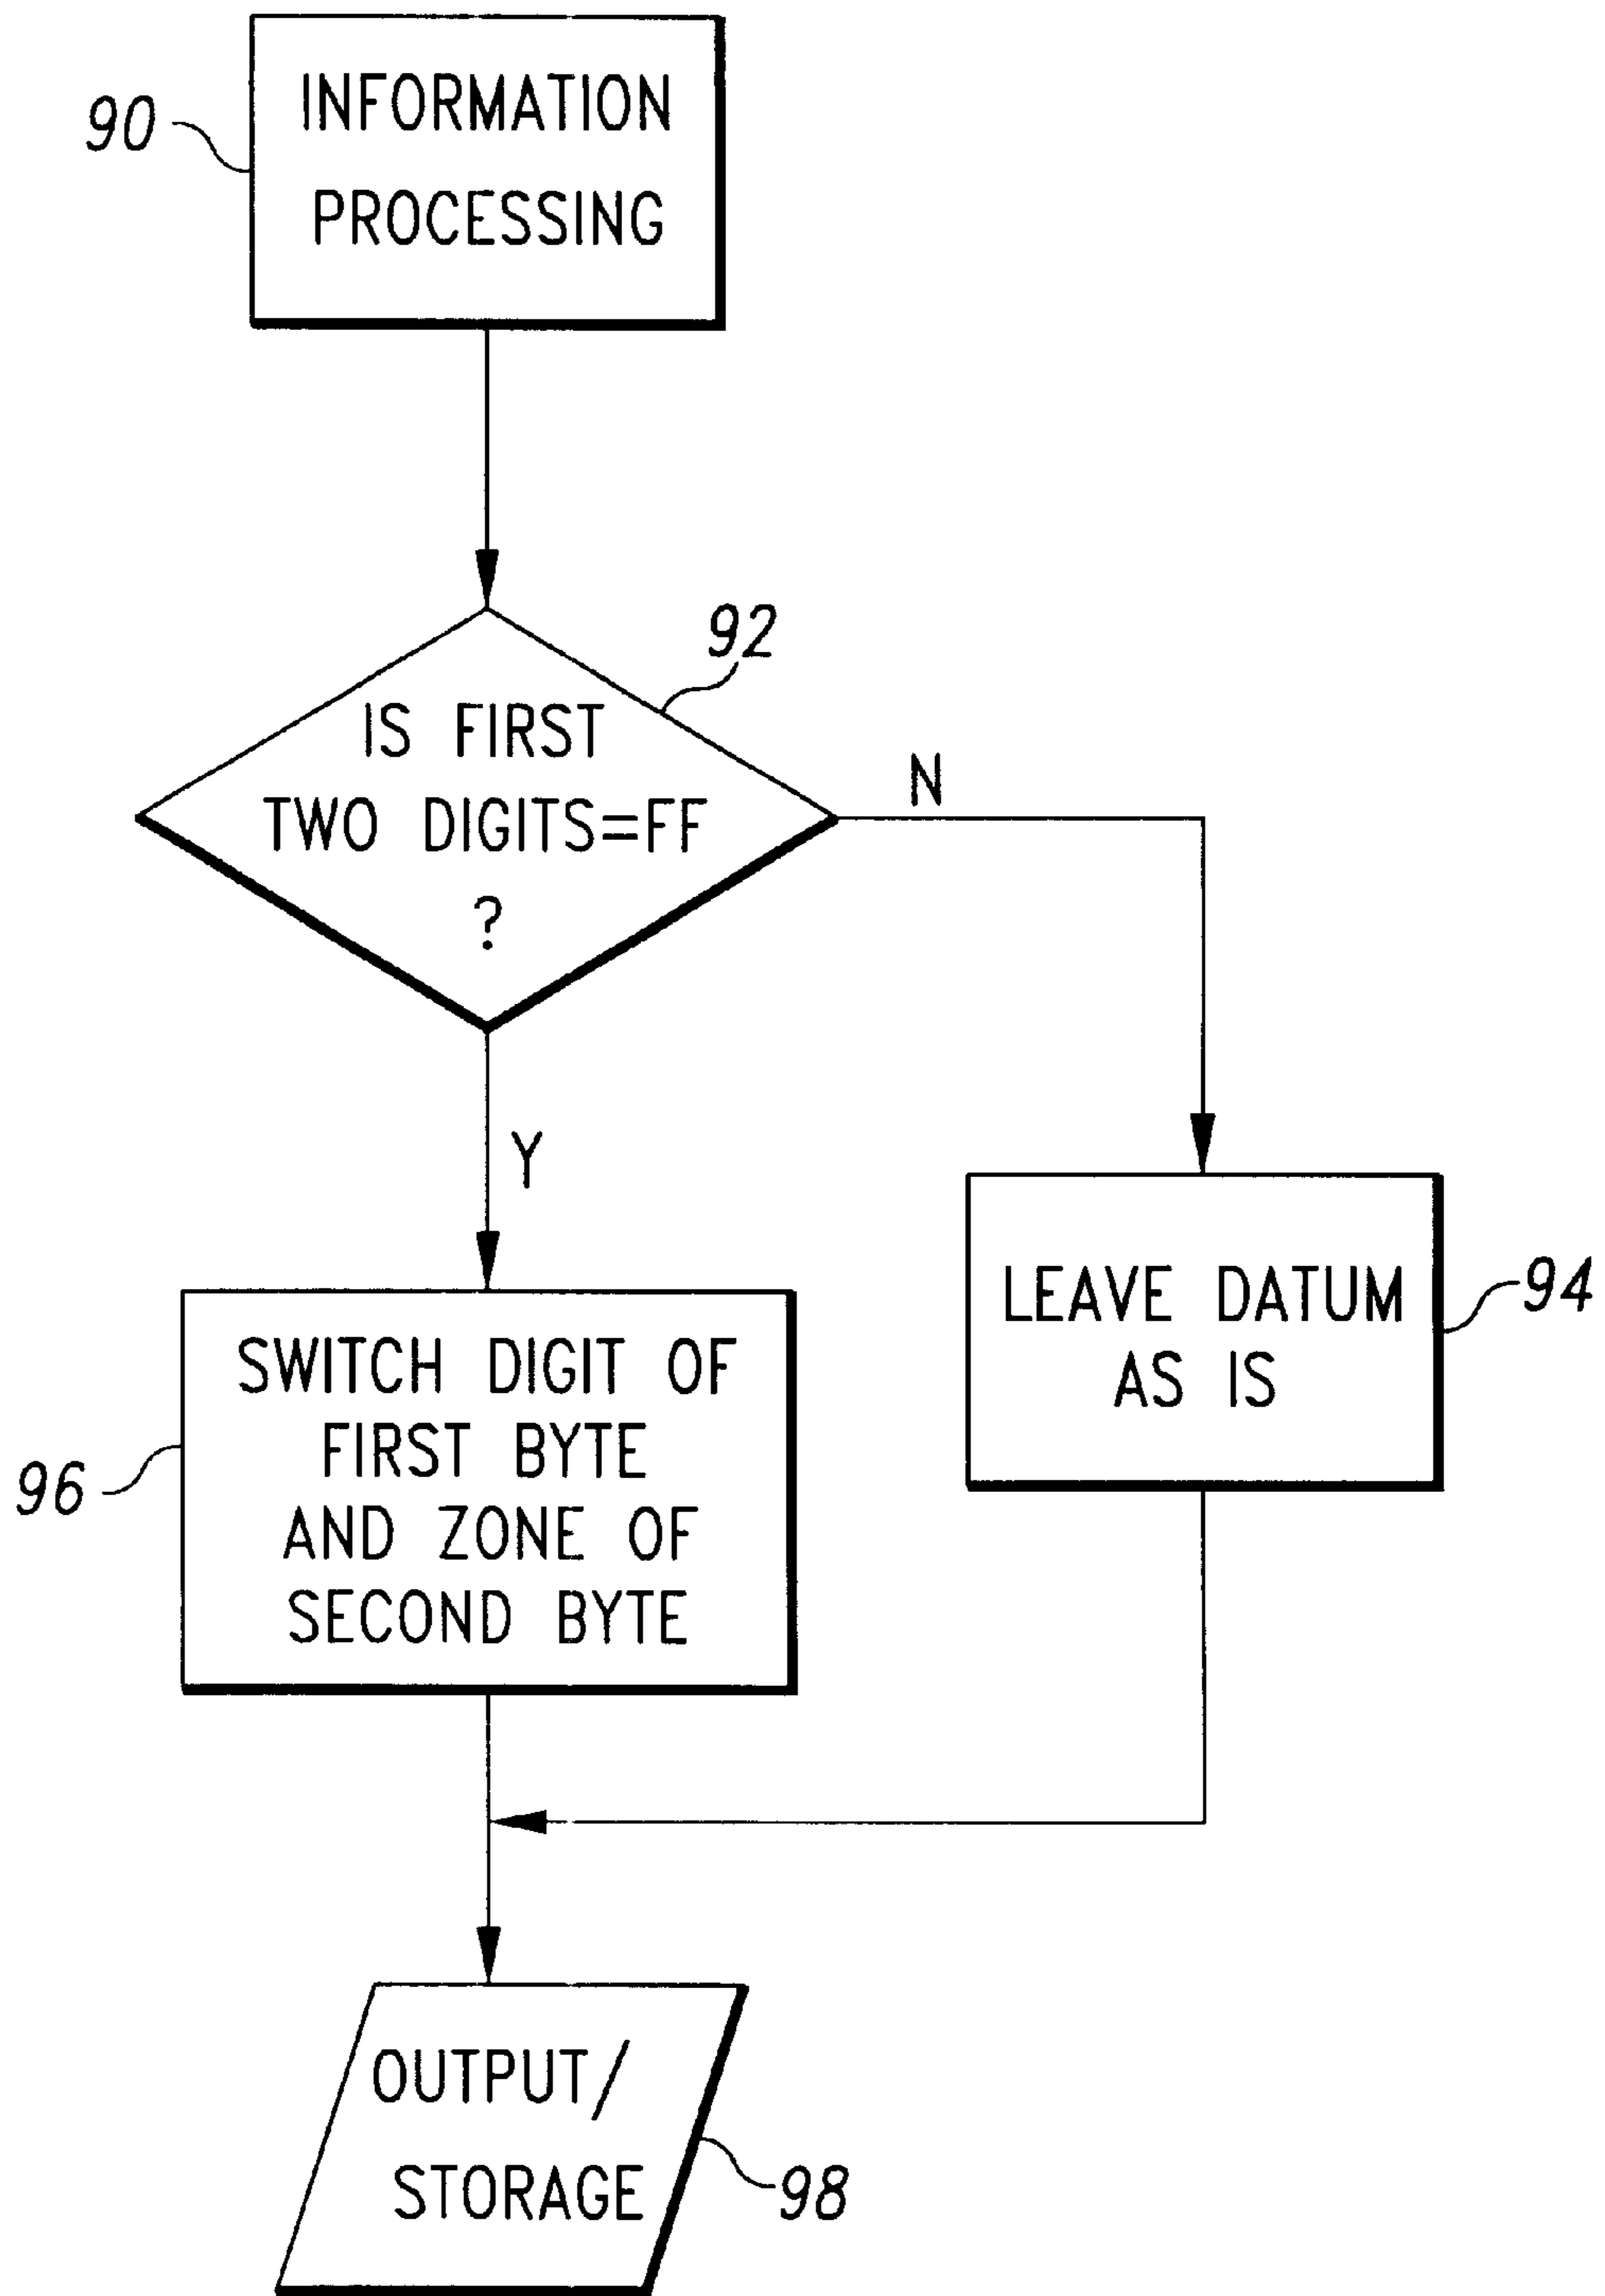 90
INFORMATION
PROCESSING
92
IS FIRST
TWO DIGITS=FF
?
N
Y
LEAVE DATUM
AS IS
94
SWITCH DIGIT OF
FIRST BYTE
AND ZONE OF
SECOND BYTE
96
OUTPUT/
STORAGE
98